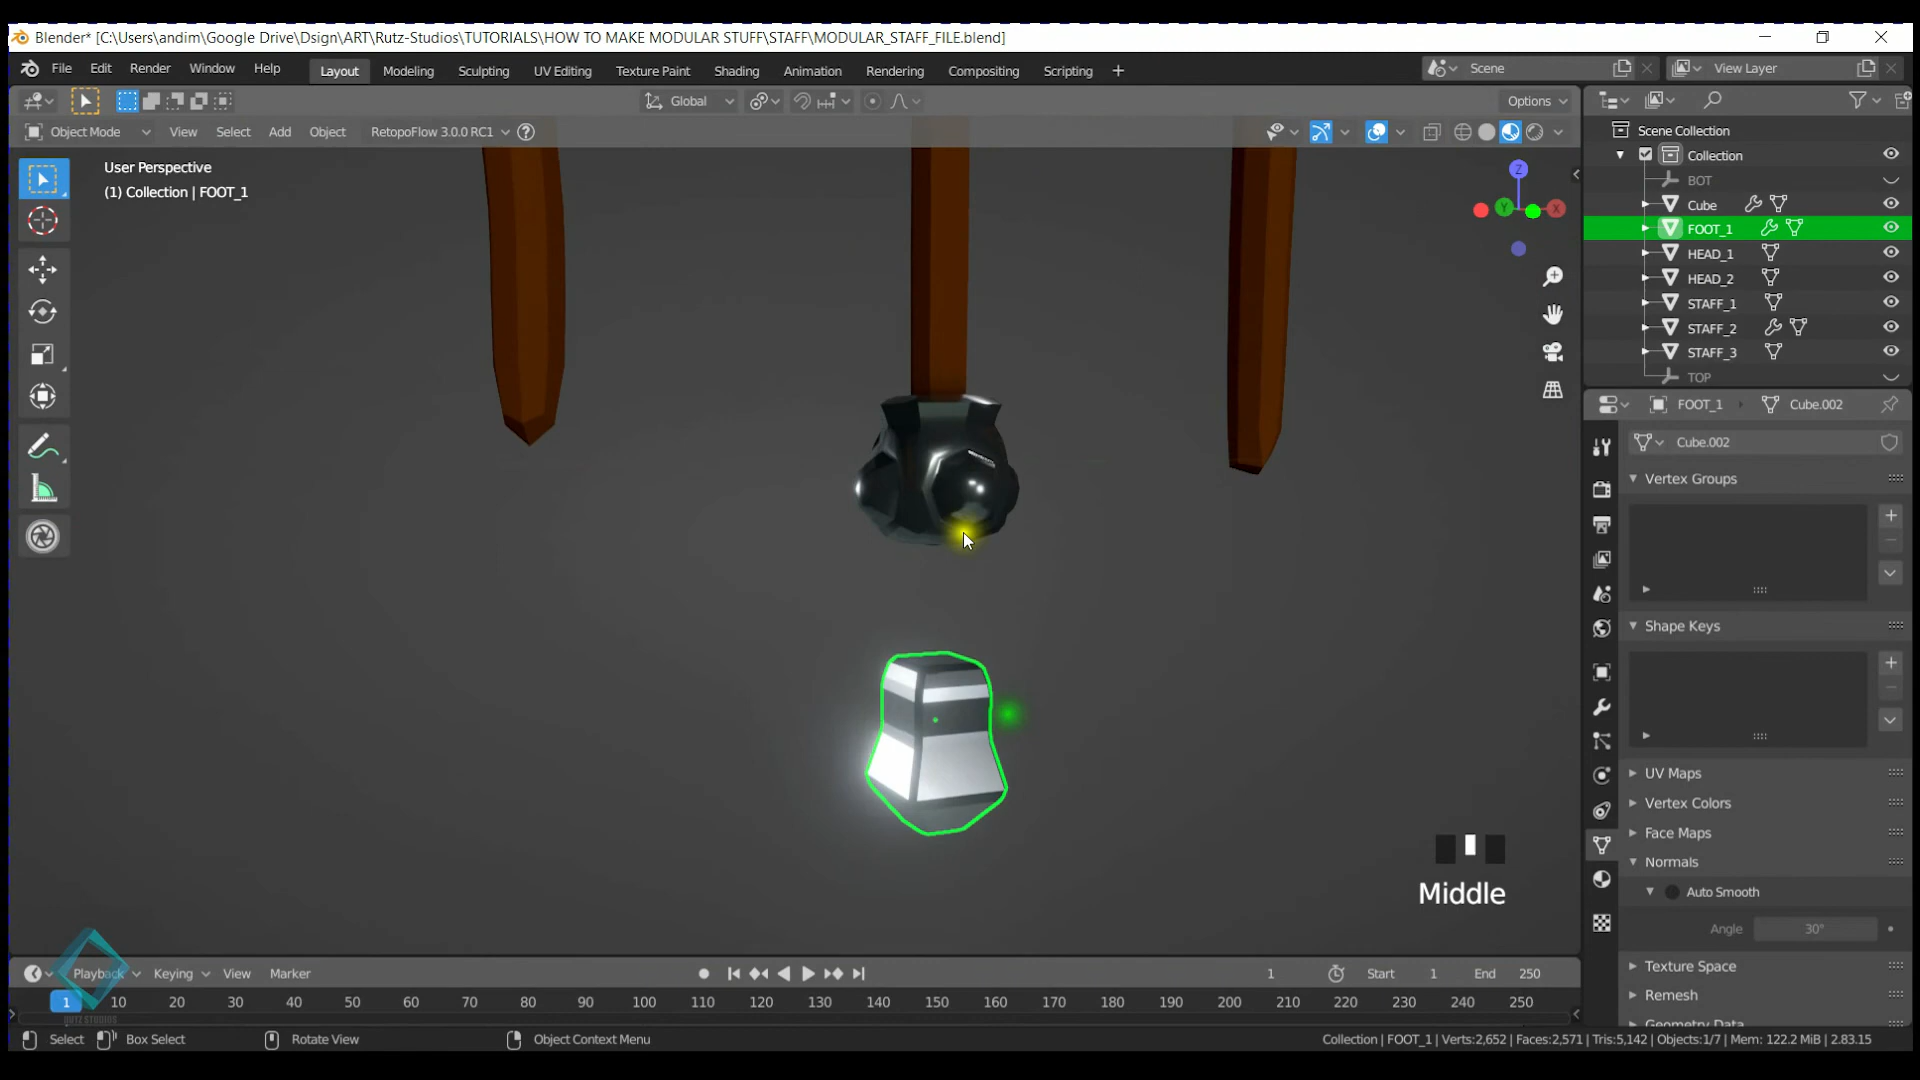 Blender* [C:\Users\andim\Google Drive\Dsign\ART\Rutz-Studios\TUTORIALS\HOW TO MAKE MODULAR STUFF\STAFF\MODULAR_STAFF_FILE.blend]
File Edit Render Window Help Layout Modeling Sculpting UV Editing Texture Paint Shading Animation Rendering Compositing Scripting + Scene View Layer
Global Options
Object Mode View Select Add Object RetopoFlow 3.0.0 RC1
User Perspective
(1) Collection | FOOT_1
Z
Y
X
Scene Collection
Collection
BOT
Cube
FOOT_1
HEAD_1
HEAD_2
STAFF_1
STAFF_2
STAFF_3
TOP
FOOT_1 Cube.002
Cube.002
Vertex Groups
Shape Keys
UV Maps
Vertex Colors
Face Maps
Normals
Auto Smooth
Angle 30°
Texture Space
Remesh
Geometry Data
Middle
Playback Keying View Marker 1 Start 1 End 250
1 10 20 30 40 50 60 70 80 90 100 110 120 130 140 150 160 170 180 190 200 210 220 230 240 250
RUTZ STUDIOS
Select Box Select Rotate View Object Context Menu Collection | FOOT_1 | Verts:2,652 | Faces:2,571 | Tris:5,142 | Objects:1/7 | Mem: 122.2 MiB | 2.83.15